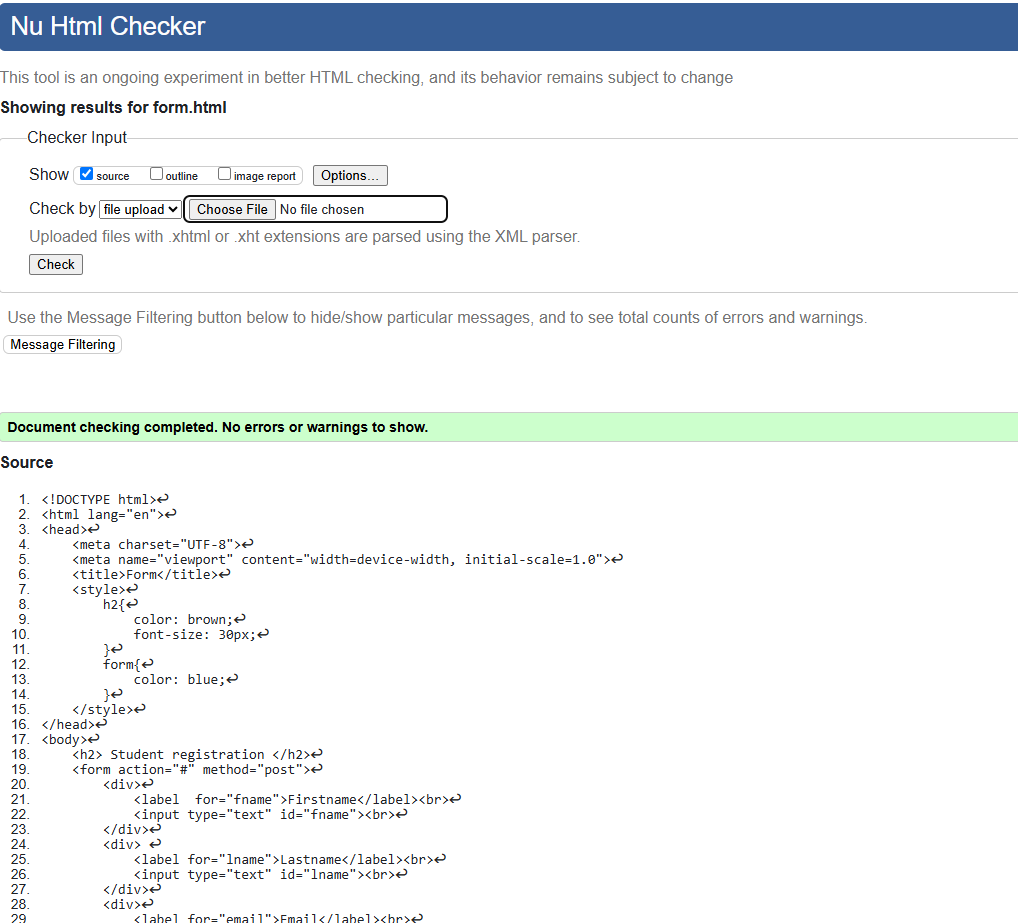 Nu Html Checker
This tool is an ongoing experiment in better HTML checking, and its behavior remains subject to change
Showing results for form.html
Checker Input
Show source outline image report Options...
Check by file upload Choose File No file chosen
Uploaded files with .xhtml or .xht extensions are parsed using the XML parser.
Check
Use the Message Filtering button below to hide/show particular messages, and to see total counts of errors and warnings.
Message Filtering
Document checking completed. No errors or warnings to show.
Source
1. <!DOCTYPE html>↩
2. <html lang="en">↩
3. <head>↩
4.     <meta charset="UTF-8">↩
5.     <meta name="viewport" content="width=device-width, initial-scale=1.0">↩
6.     <title>Form</title>↩
7.     <style>↩
8.         h2{↩
9.             color: brown;↩
10.             font-size: 30px;↩
11.         }↩
12.         form{↩
13.             color: blue;↩
14.         }↩
15.     </style>↩
16. </head>↩
17. <body>↩
18.     <h2> Student registration </h2>↩
19.     <form action="#" method="post">↩
20.         <div>↩
21.             <label  for="fname">Firstname</label><br>↩
22.             <input type="text" id="fname"><br>↩
23.         </div>↩
24.         <div> ↩
25.             <label for="lname">Lastname</label><br>↩
26.             <input type="text" id="lname"><br>↩
27.         </div>↩
28.         <div>↩
29.             <label for="email">Email</label><br>↩